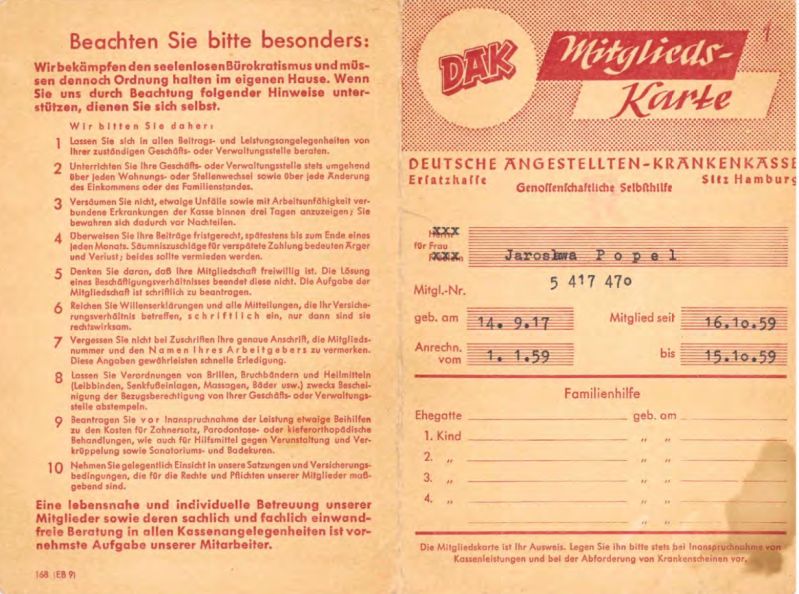 Beachten Sie bitte besonders:
Wir bekämpfen den seelenlosen Bürokratismus und müs-
sen dennoch Ordnung halten im eigenen Hause. Wenn
Sie uns durch Beachtung folgender Hinweise unter-
stützen, dienen Sie sich selbst.
Wir bitten Sie daher:
1 Lassen Sie sich in allen Beitrags- und Leistungsangelegenheiten von
Ihrer zuständigen Geschäfts- oder Verwaltungsstelle beraten.
2 Unterrichten Sie Ihre Geschäfts- oder Verwaltungsstelle stets umgehend
über jeden Wohnungs- oder Stellenwechsel sowie über jede Änderung
des Einkommens oder des Familienstandes.
3 Versäumen Sie nicht, etwaige Unfälle sowie mit Arbeitsunfähigkeit ver-
bundene Erkrankungen der Kasse binnen drei Tagen anzuzeigen; Sie
bewahren sich dadurch vor Nachteilen.
4 Überweisen Sie Ihre Beiträge fristgerecht, spätestens bis zum Ende eines
jeden Monats. Säumniszuschläge für verspätete Zahlung bedeuten Ärger
und Verlust; beides sollte vermieden werden.
5 Denken Sie daran, daß Ihre Mitgliedschaft freiwillig ist. Die Lösung
eines Beschäftigungsverhältnisses beendet diese nicht. Die Aufgabe der
Mitgliedschaft ist schriftlich zu beantragen.
6 Reichen Sie Willenserklärungen und alle Mitteilungen, die Ihr Versiche-
rungsverhältnis betreffen, schriftlich ein, nur dann sind sie
rechtswirksam.
7 Vergessen Sie nicht bei Zuschriften Ihre genaue Anschrift, die Mitglieds-
nummer und den Namen Ihres Arbeitgebers zu vermerken.
Diese Angaben gewährleisten schnelle Erledigung.
8 Lassen Sie Verordnungen von Brillen, Bruchbändern und Heilmitteln
(Leibbinden, Senkfußeinlagen, Massagen, Bäder usw.) zwecks Beschei-
nigung der Bezugsberechtigung von Ihrer Geschäfts- oder Verwaltungs-
stelle abstempeln.
9 Beantragen Sie vor Inanspruchnahme der Leistung etwaige Beihilfen
zu den Kosten für Zahnersatz, Parodontose- oder kieferorthopädische
Behandlungen, wie auch für Hilfsmittel gegen Verunstaltung und Ver-
krüppelung sowie Sanatoriums- und Badekuren.
10 Nehmen Sie gelegentlich Einsicht in unsere Satzungen und Versicherungs-
bedingungen, die für die Rechte und Pflichten unserer Mitglieder maß-
gebend sind.
Eine lebensnahe und individuelle Betreuung unserer
Mitglieder sowie deren sachlich und fachlich einwand-
freie Beratung in allen Kassenangelegenheiten ist vor-
nehmste Aufgabe unserer Mitarbeiter.
168 (EB 9)
DAK
Mitglieds-
Karte
1
DEUTSCHE ANGESTELLTEN-KRANKENKASSE
Ersatzkasse Genossenschaftliche Selbsthilfe Sitz Hamburg
xxx
für Frau
xxx Jarosława Popel
Mitgl.-Nr. 5 417 470
geb. am 14. 9.17 Mitglied seit 16.10.59
Anrechn. vom 1. 1.59 bis 15.10.59
Familienhilfe
Ehegatte geb. am
1. Kind " "
2. " " "
3. " " "
4. " " "
" "
Die Mitgliedskarte ist Ihr Ausweis. Legen Sie ihn bitte stets bei Inanspruchnahme von
Kassenleistungen und bei der Abforderung von Krankenscheinen vor.